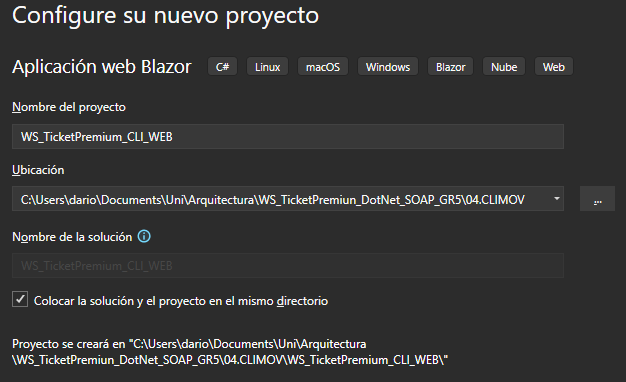 Configure su nuevo proyecto
Aplicación web Blazor C# Linux macOS Windows Blazor Nube Web
Nombre del proyecto
WS_TicketPremium_CLI_WEB
Ubicación
C:\Users\dario\Documents\Uni\Arquitectura\WS_TicketPremiun_DotNet_SOAP_GR5\04.CLIMOV
...
Nombre de la solución
WS_TicketPremium_CLI_WEB
Colocar la solución y el proyecto en el mismo directorio
Proyecto se creará en "C:\Users\dario\Documents\Uni\Arquitectura
\WS_TicketPremiun_DotNet_SOAP_GR5\04.CLIMOV\WS_TicketPremium_CLI_WEB\"